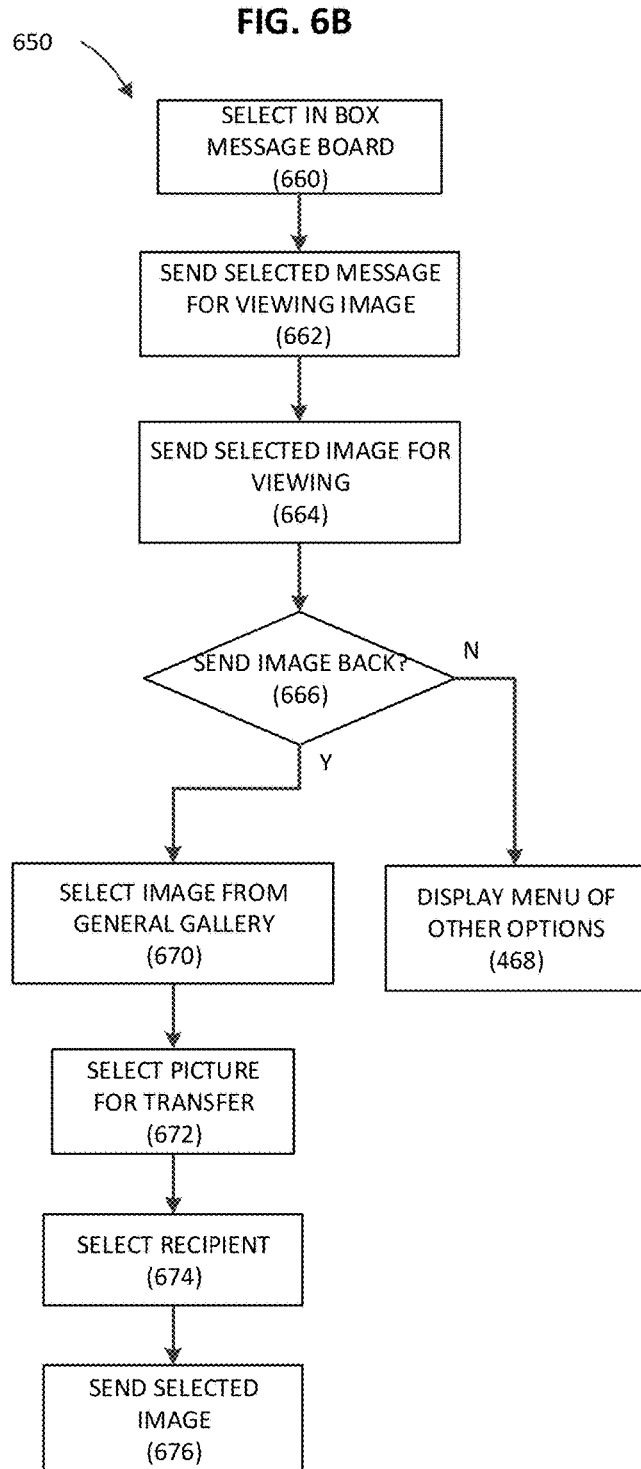 FIG. 6B
650
SELECT IN BOX
MESSAGE BOARD
(660)
SEND SELECTED MESSAGE
FOR VIEWING IMAGE
(662)
SEND SELECTED IMAGE FOR
VIEWING
(664)
SEND IMAGE BACK?
(666)
N
Y
SELECT IMAGE FROM
GENERAL GALLERY
(670)
DISPLAY MENU OF
OTHER OPTIONS
(468)
SELECT PICTURE
FOR TRANSFER
(672)
SELECT RECIPIENT
(674)
SEND SELECTED
IMAGE
(676)